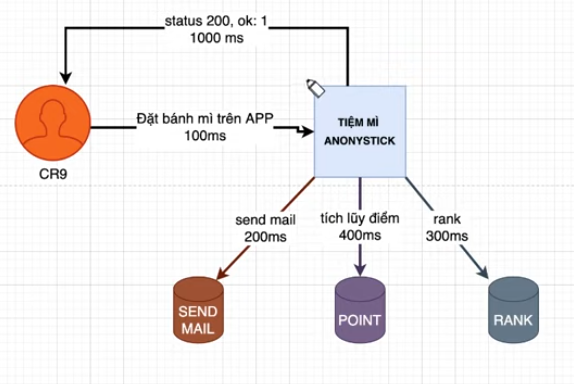 status 200, ok: 1
1000 ms
Đặt bánh mì trên APP
100ms
TIỆM MÌ
ANONYSTICK
CR9
send mail
200ms
tích lũy điểm
400ms
rank
300ms
SEND
MAIL
POINT
RANK